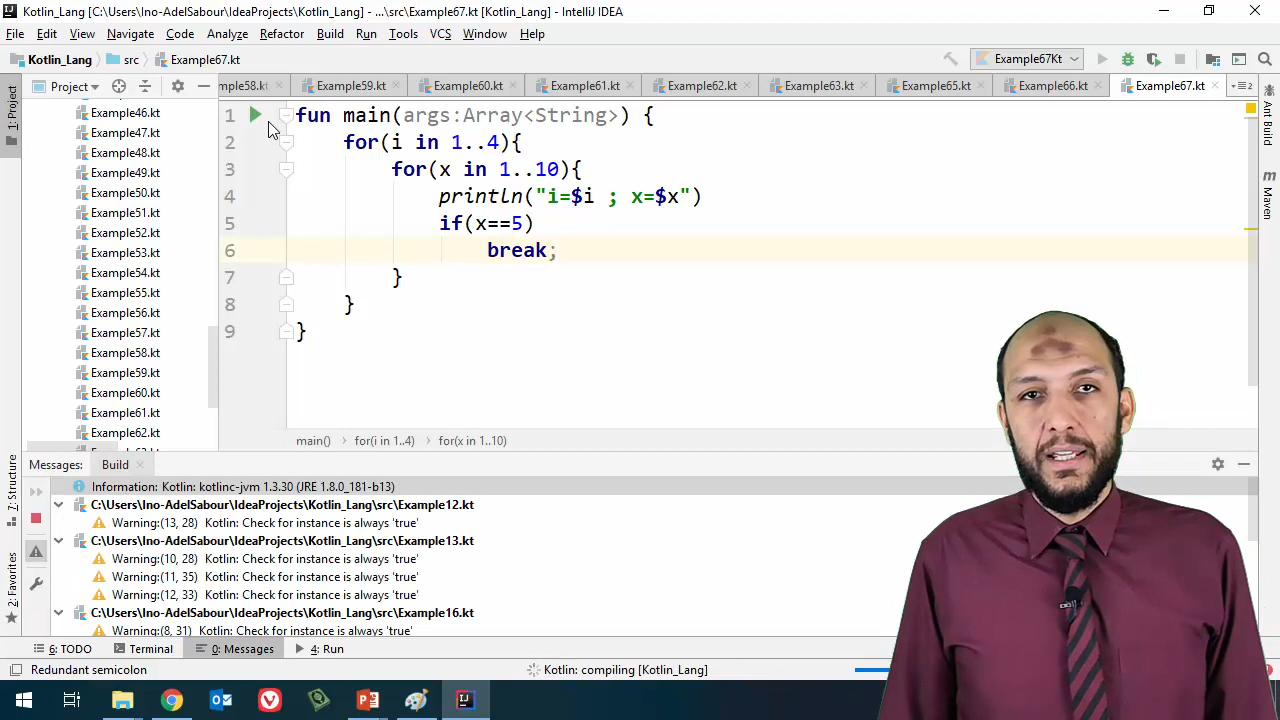 Kotlin_Lang [C:\Users\Ino-AdelSabour\IdeaProjects\Kotlin_Lang] - ...\src\Example67.kt [Kotlin_Lang] - IntelliJ IDEA
File Edit View Navigate Code Analyze Refactor Build Run Tools VCS Window Help
Kotlin_Lang src Example67.kt Example67Kt
Project mple58.kt Example59.kt Example60.kt Example61.kt Example62.kt Example63.kt Example65.kt Example66.kt Example67.kt
1: Project
7: Structure
2: Favorites
Example46.kt
Example47.kt
Example48.kt
Example49.kt
Example50.kt
Example51.kt
Example52.kt
Example53.kt
Example54.kt
Example55.kt
Example56.kt
Example57.kt
Example58.kt
Example59.kt
Example60.kt
Example61.kt
Example62.kt
1 fun main(args:Array<String>) {
2 for(i in 1..4){
3 for(x in 1..10){
4 println("i=$i ; x=$x")
5 if(x==5)
6 break;
7 }
8 }
9 }
main() for(i in 1..4) for(x in 1..10)
Ant Build
Maven
Messages: Build
Information: Kotlin: kotlinc-jvm 1.3.30 (JRE 1.8.0_181-b13)
C:\Users\Ino-AdelSabour\IdeaProjects\Kotlin_Lang\src\Example12.kt
Warning:(13, 28) Kotlin: Check for instance is always 'true'
C:\Users\Ino-AdelSabour\IdeaProjects\Kotlin_Lang\src\Example13.kt
Warning:(10, 28) Kotlin: Check for instance is always 'true'
Warning:(11, 35) Kotlin: Check for instance is always 'true'
Warning:(12, 33) Kotlin: Check for instance is always 'true'
C:\Users\Ino-AdelSabour\IdeaProjects\Kotlin_Lang\src\Example16.kt
Warning:(8, 31) Kotlin: Check for instance is always 'true'
6: TODO Terminal 0: Messages 4: Run
Redundant semicolon Kotlin: compiling [Kotlin_Lang]